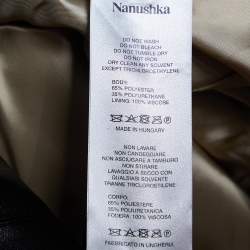 Nanushka
DO NOT WASH
DO NOT BLEACH
DO NOT TUMBLE DRY
DO NOT IRON
DRY CLEAN ANY SOLVENT
EXCEPT TRICHLOROETHYLENE
BODY:
65% POLYESTER
35% POLYURETHANE
LINING: 100% VISCOSE
MADE IN HUNGARY
NON LAVARE
NON CANDEGGIARE
NON ASCIUGARE A TAMBURO
NON STIRARE
LAVAGGIO A SECCO CON
QUALSIASI SOLVENTE
TRANNE TRICLOROETILENE
CORPO:
65% POLIESTERE
35% POLIURETANICA
FODERA: 100% VISCOSA
FABBRICATO IN UNGHERIA